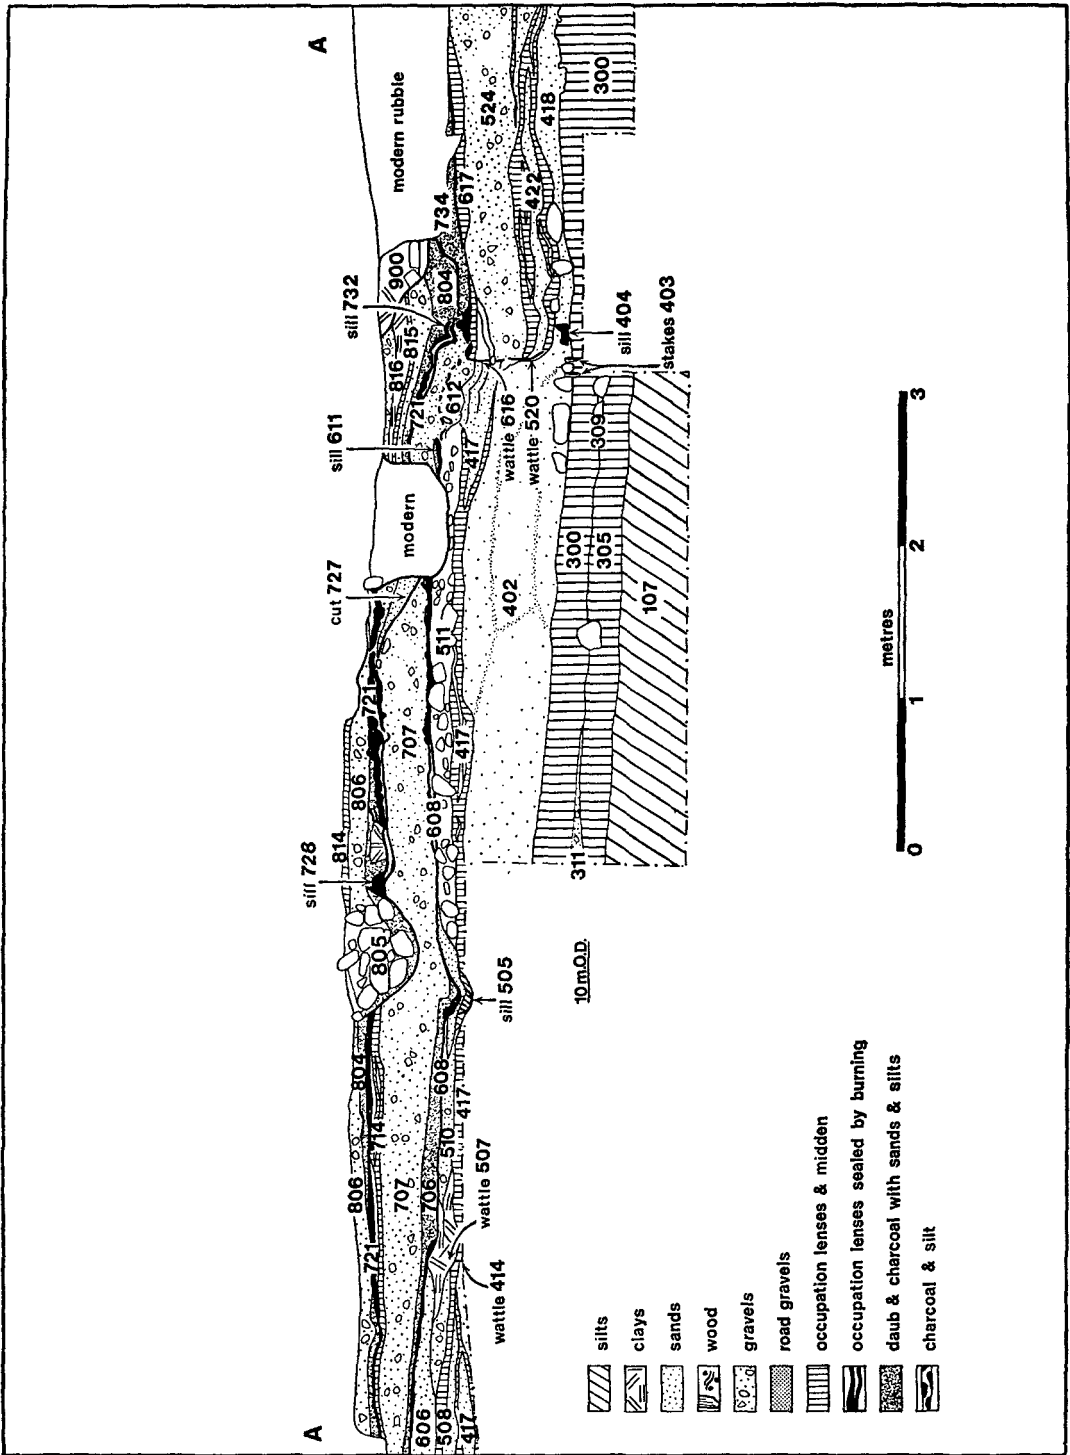 A
A
modern rubble
900
734
617
524
418
300
422
804
sill 732
815
816
721
612
sill 611
417
wattle 616
wattle 520
sill 404
stakes 403
309
modern
cut 727
402
300
305
107
511
721
707
417
806
608
814
sill 728
311
805
sill 505
10 m.O.D.
804
608
417
714
510
806
707
706
wattle 507
721
wattle 414
606
508
417
metres
0
1
2
3
silts
clays
sands
wood
gravels
road gravels
occupation lenses & midden
occupation lenses sealed by burning
daub & charcoal with sands & silts
charcoal & silt